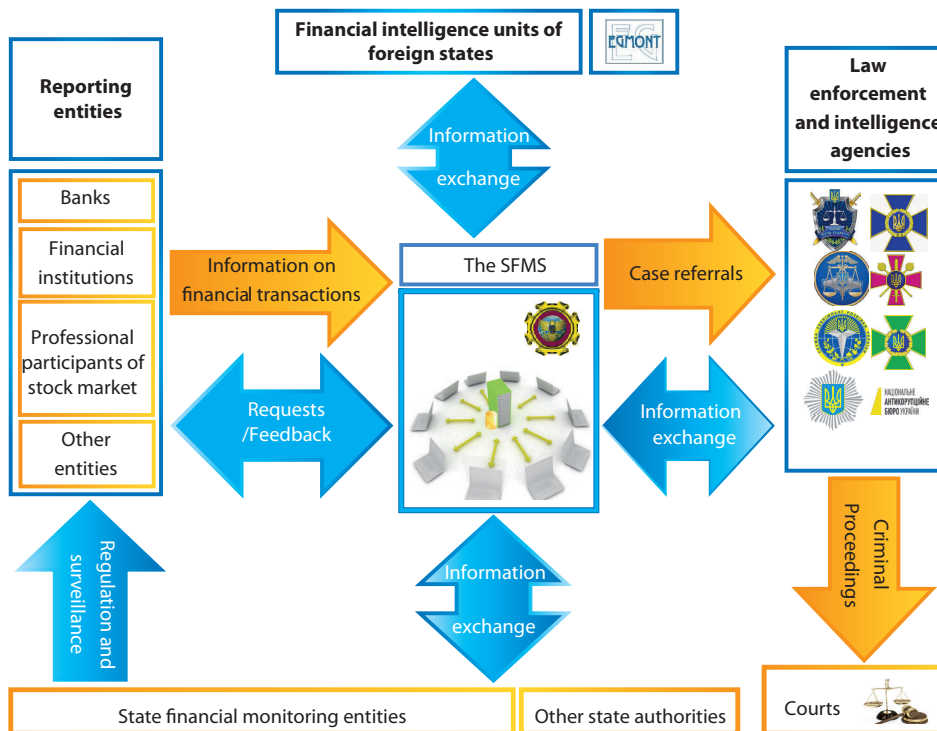 Financial intelligence units of
foreign states
EGMONT
Reporting
entities
Law
enforcement
and intelligence
agencies
Information
exchange
Banks
Financial
institutions
Professional
participants of
stock market
Other
entities
Information on
financial transactions
The SFMS
Case referrals
Requests
/Feedback
Information
exchange
НАЦІОНАЛЬНЕ
АНТИКОРУПЦІЙНЕ
БЮРО УКРАЇНИ
Regulation and
surveillance
Information
exchange
Criminal
Proceedings
State financial monitoring entities
Other state authorities
Courts